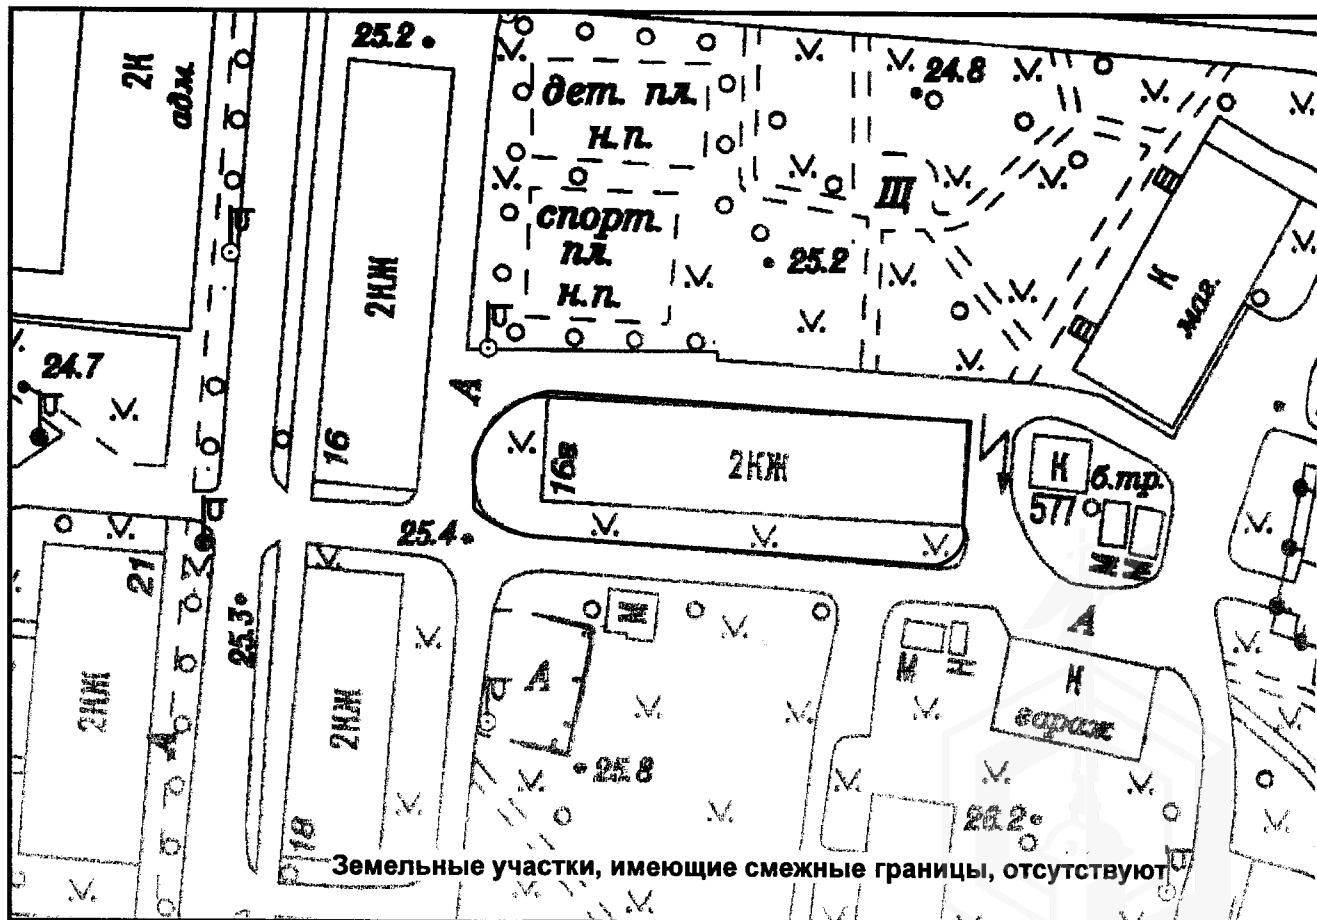 25.2
2К
адм.
дет. пл.
н.п.
24.8
Щ
спорт.
пл.
н.п.
25.2
2КЖ
К
маг.
24.7
А
16
16в
2КЖ
К
б.тр.
577
25.4
М
М
21
25.3
А
2КЖ
2КЖ
А
М
А
М
К
гараж
25.8
26.2
18
Земельные участки, имеющие смежные границы, отсутствуют